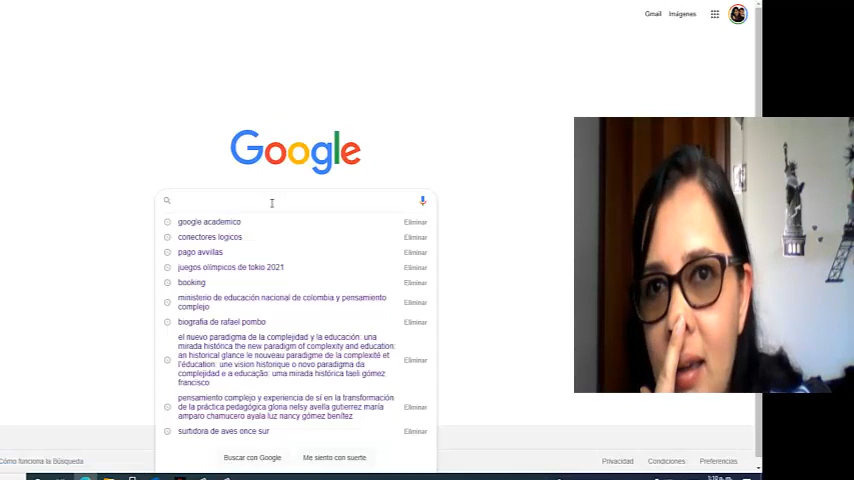 Gmail Imágenes
Google
google academico Eliminar
conectores logicos Eliminar
pago avvillas Eliminar
juegos olímpicos de tokio 2021 Eliminar
booking Eliminar
ministerio de educación nacional de colombia y pensamiento
complejo Eliminar
biografia de rafael pombo Eliminar
el nuevo paradigma de la complejidad y la educación: una
mirada histórica the new paradigm of complexity and education:
an historical glance le nouveau paradigme de la complexité et
l'éducation: une vision historique o novo paradigma da
complejidad e a educação: uma mirada histórica taeli gómez
francisco Eliminar
pensamiento complejo y experiencia de sí en la transformación
de la práctica pedagógica gloria nelsy avella gutierrez maría
amparo chamucero ayala luz nancy gómez benítez Eliminar
surtidora de aves once sur Eliminar
Buscar con Google Me siento con suerte
Cómo funciona la Búsqueda Privacidad Condiciones Preferencias